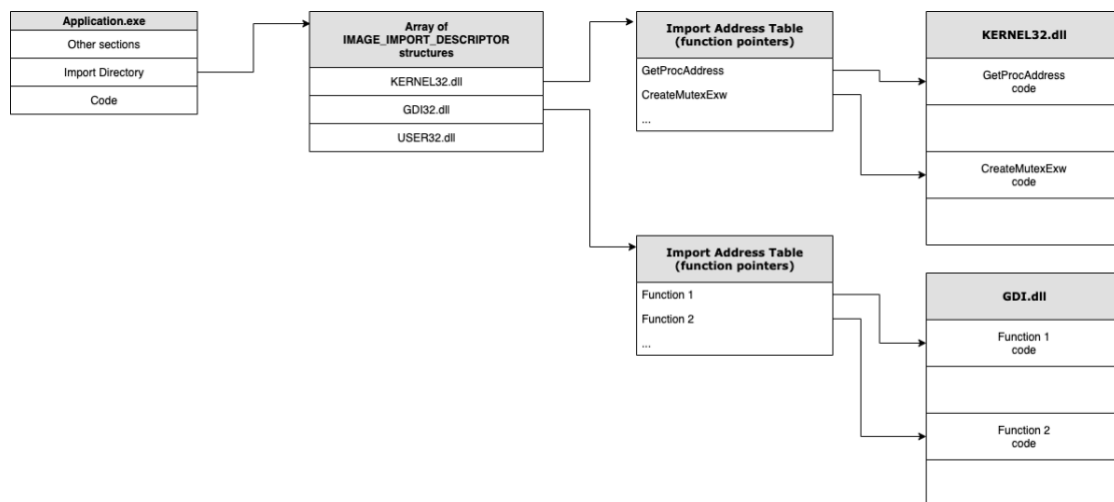 Application.exe
Other sections
Import Directory
Code
Array of
IMAGE_IMPORT_DESCRIPTOR
structures
KERNEL32.dll
GDI32.dll
USER32.dll
Import Address Table
(function pointers)
GetProcAddress
CreateMutexExw
...
KERNEL32.dll
GetProcAddress
code
CreateMutexExw
code
Import Address Table
(function pointers)
Function 1
Function 2
...
GDI.dll
Function 1
code
Function 2
code